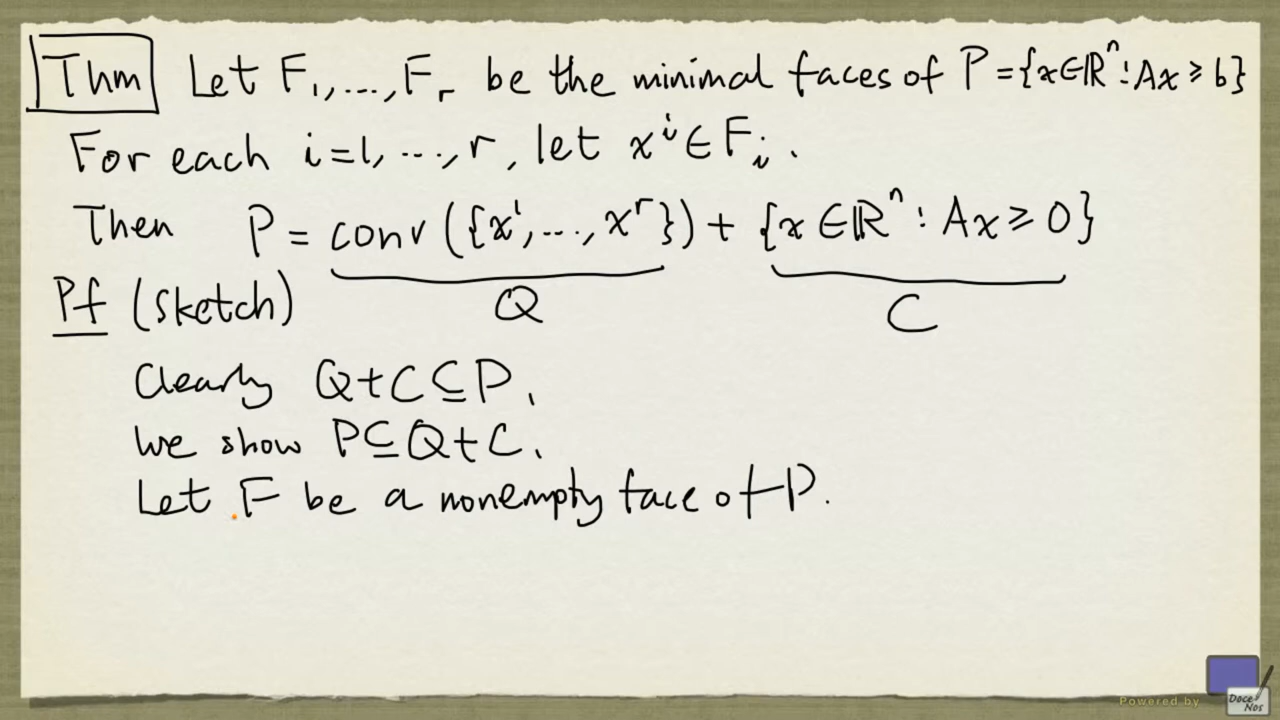 Thm Let F₁,...,Fᵣ be the minimal faces of P={x∈ℝⁿ: Ax ≥ b}
For each i=1, ..., r, let xⁱ ∈ Fᵢ.
Then P = conv({x¹,...,xʳ}) + {x ∈ ℝⁿ: Ax ≥ 0}
Q C
Pf (sketch)
Clearly Q+C⊆P.
We show P⊆Q+C.
Let F be a nonempty face of P.
Powered by
Doce
Nos